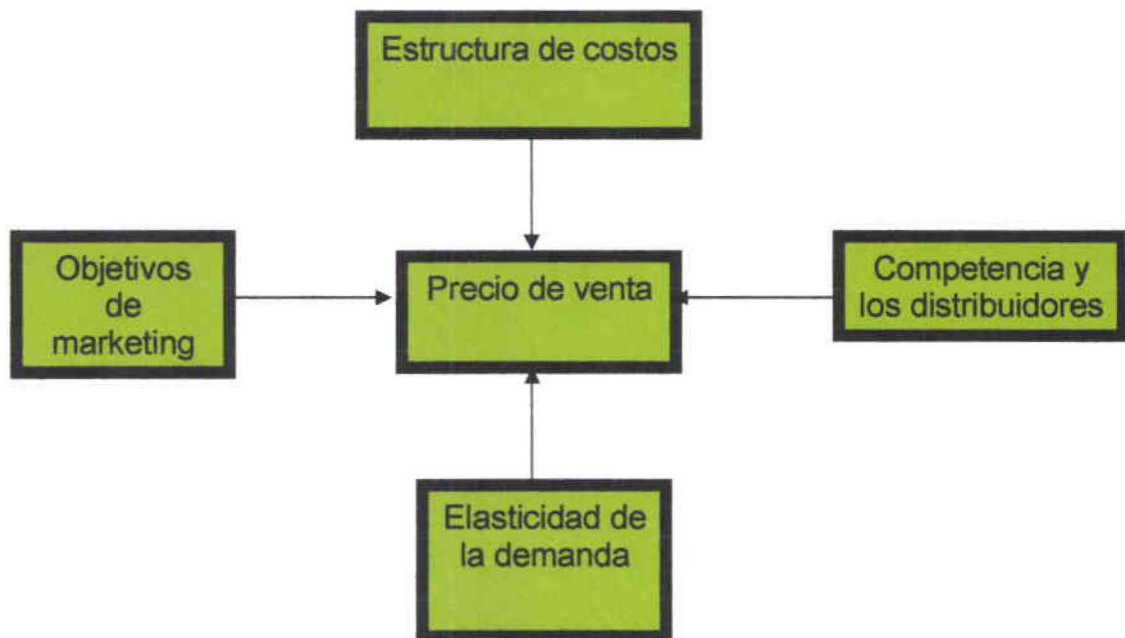 Estructura de costos
Objetivos
de
marketing
Precio de venta
Competencia y
los distribuidores
Elasticidad de
la demanda